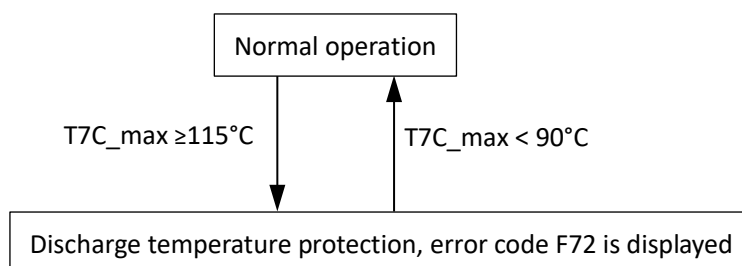 Normal operation
T7C_max ≥115°C
T7C_max < 90°C
Discharge temperature protection, error code F72 is displayed